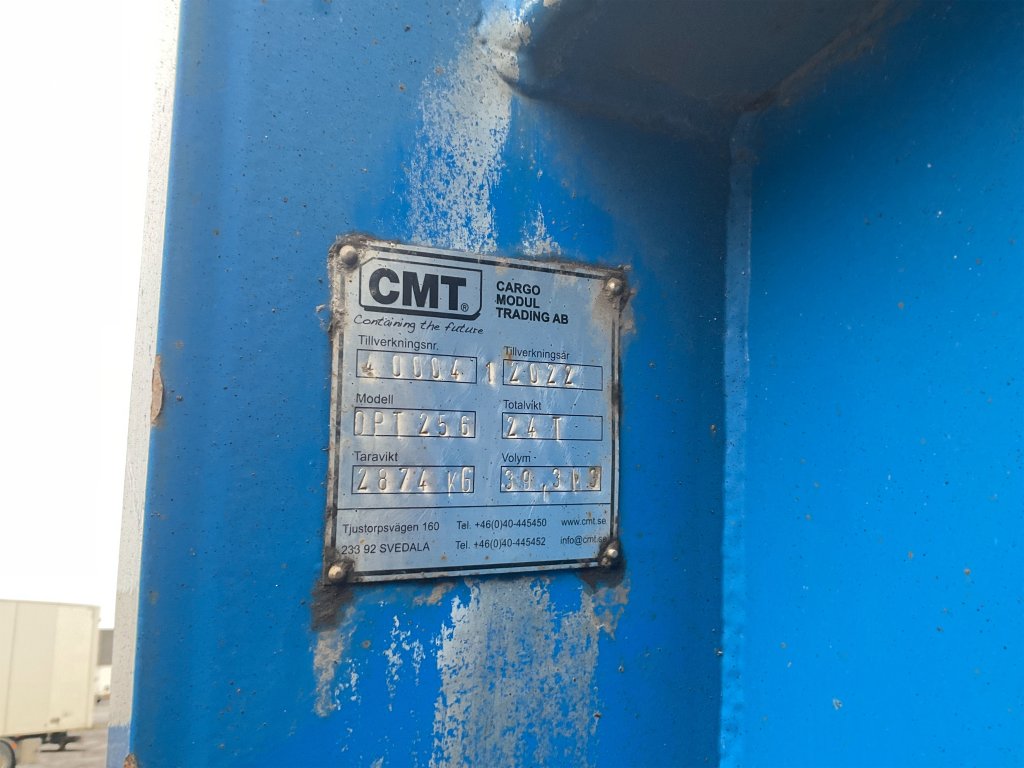 CMT®
CARGO
MODUL
TRADING AB
Containing the future
Tillverkningsnr. Tillverkningsår
40004 1 2022
Modell Totalvikt
OPT 256 24 T
Taravikt Volym
2874 KG 39,3
Tjustorpsvägen 160 Tel. +46(0)40-445450 www.cmt.se
233 92 SVEDALA Tel. +46(0)40-445452 info@cmt.se